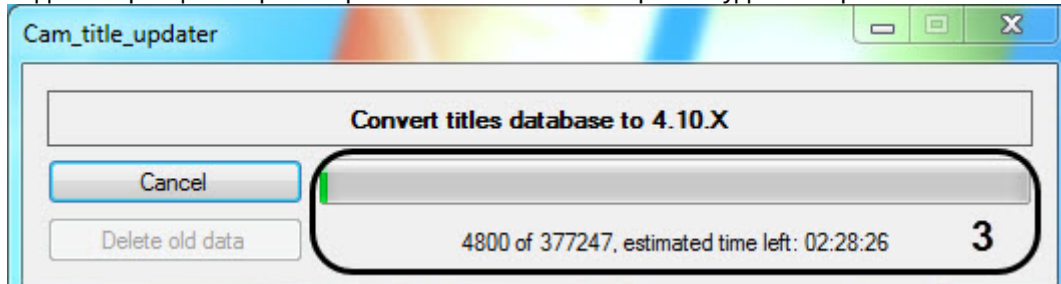 Cam_title_updater
Convert titles database to 4.10.X
Cancel
Delete old data
4800 of 377247, estimated time left: 02:28:26
3